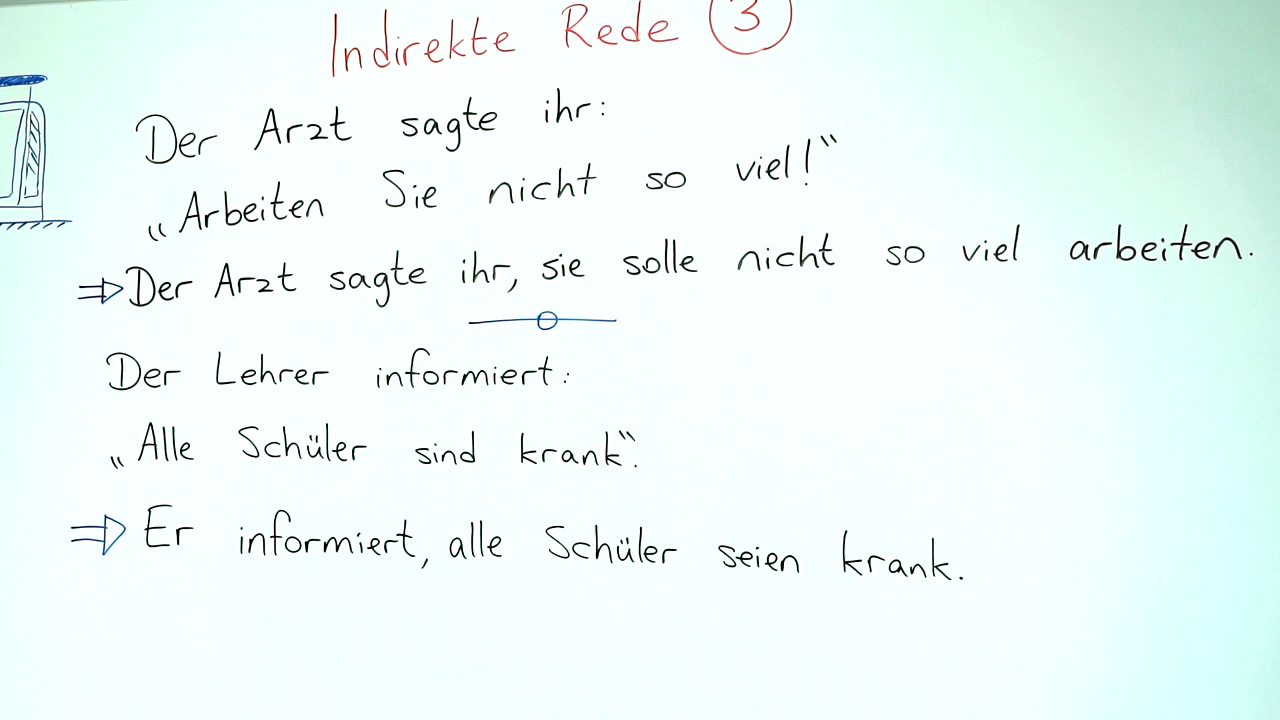 Indirekte Rede 3
Der Arzt sagte ihr:
„Arbeiten Sie nicht so viel!“
⇒ Der Arzt sagte ihr, sie solle nicht so viel arbeiten.
Der Lehrer informiert:
„Alle Schüler sind krank“.
⇒ Er informiert, alle Schüler seien krank.